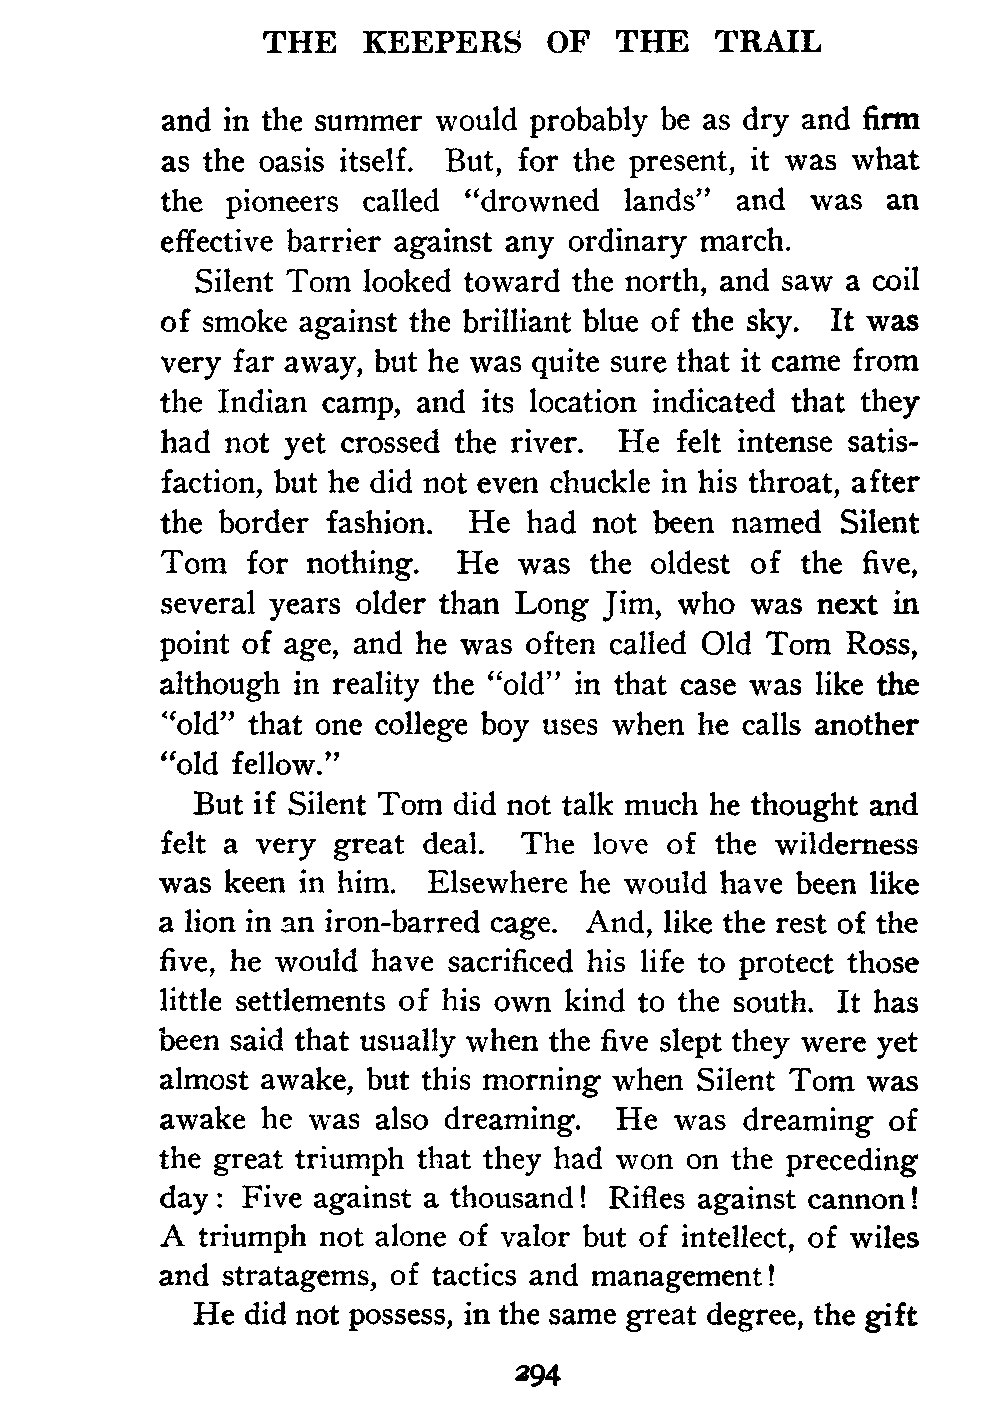 THE KEEPERS OF THE TRAIL
and in the summer would probably be as dry and firm
as the oasis itself. But, for the present, it was what
the pioneers called “drowned lands” and was an
effective barrier against any ordinary march.
Silent Tom looked toward the north, and saw a coil
of smoke against the brilliant blue of the sky. It was
very far away, but he was quite sure that it came from
the Indian camp, and its location indicated that they
had not yet crossed the river. He felt intense satis-
faction, but he did not even chuckle in his throat, after
the border fashion. He had not been named Silent
Tom for nothing. He was the oldest of the five,
several years older than Long Jim, who was next in
point of age, and he was often called Old Tom Ross,
although in reality the “old” in that case was like the
“old” that one college boy uses when he calls another
“old fellow.”
But if Silent Tom did not talk much he thought and
felt a very great deal. The love of the wilderness
was keen in him. Elsewhere he would have been like
a lion in an iron-barred cage. And, like the rest of the
five, he would have sacrificed his life to protect those
little settlements of his own kind to the south. It has
been said that usually when the five slept they were yet
almost awake, but this morning when Silent Tom was
awake he was also dreaming. He was dreaming of
the great triumph that they had won on the preceding
day: Five against a thousand! Rifles against cannon!
A triumph not alone of valor but of intellect, of wiles
and stratagems, of tactics and management!
He did not possess, in the same great degree, the gift
294